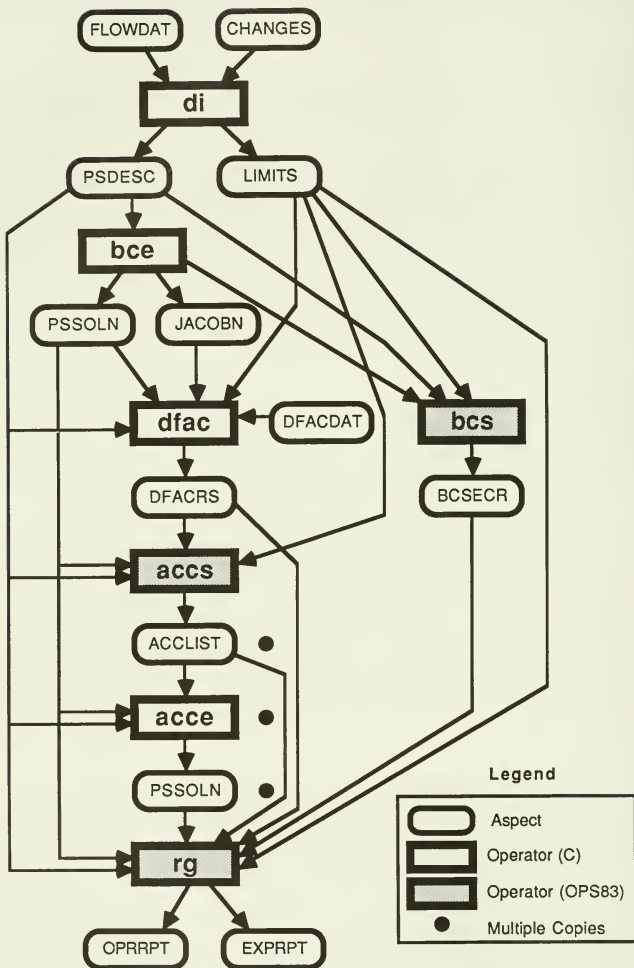 FLOWDAT
CHANGES
di
PSDESC
LIMITS
bce
PSSOLN
JACOBN
dfac
DFACDAT
bcs
DFACRS
BCSECR
accs
ACCLIST
acce
PSSOLN
rg
OPRRPT
EXPRPT
Legend
Aspect
Operator (C)
Operator (OPS83)
Multiple Copies